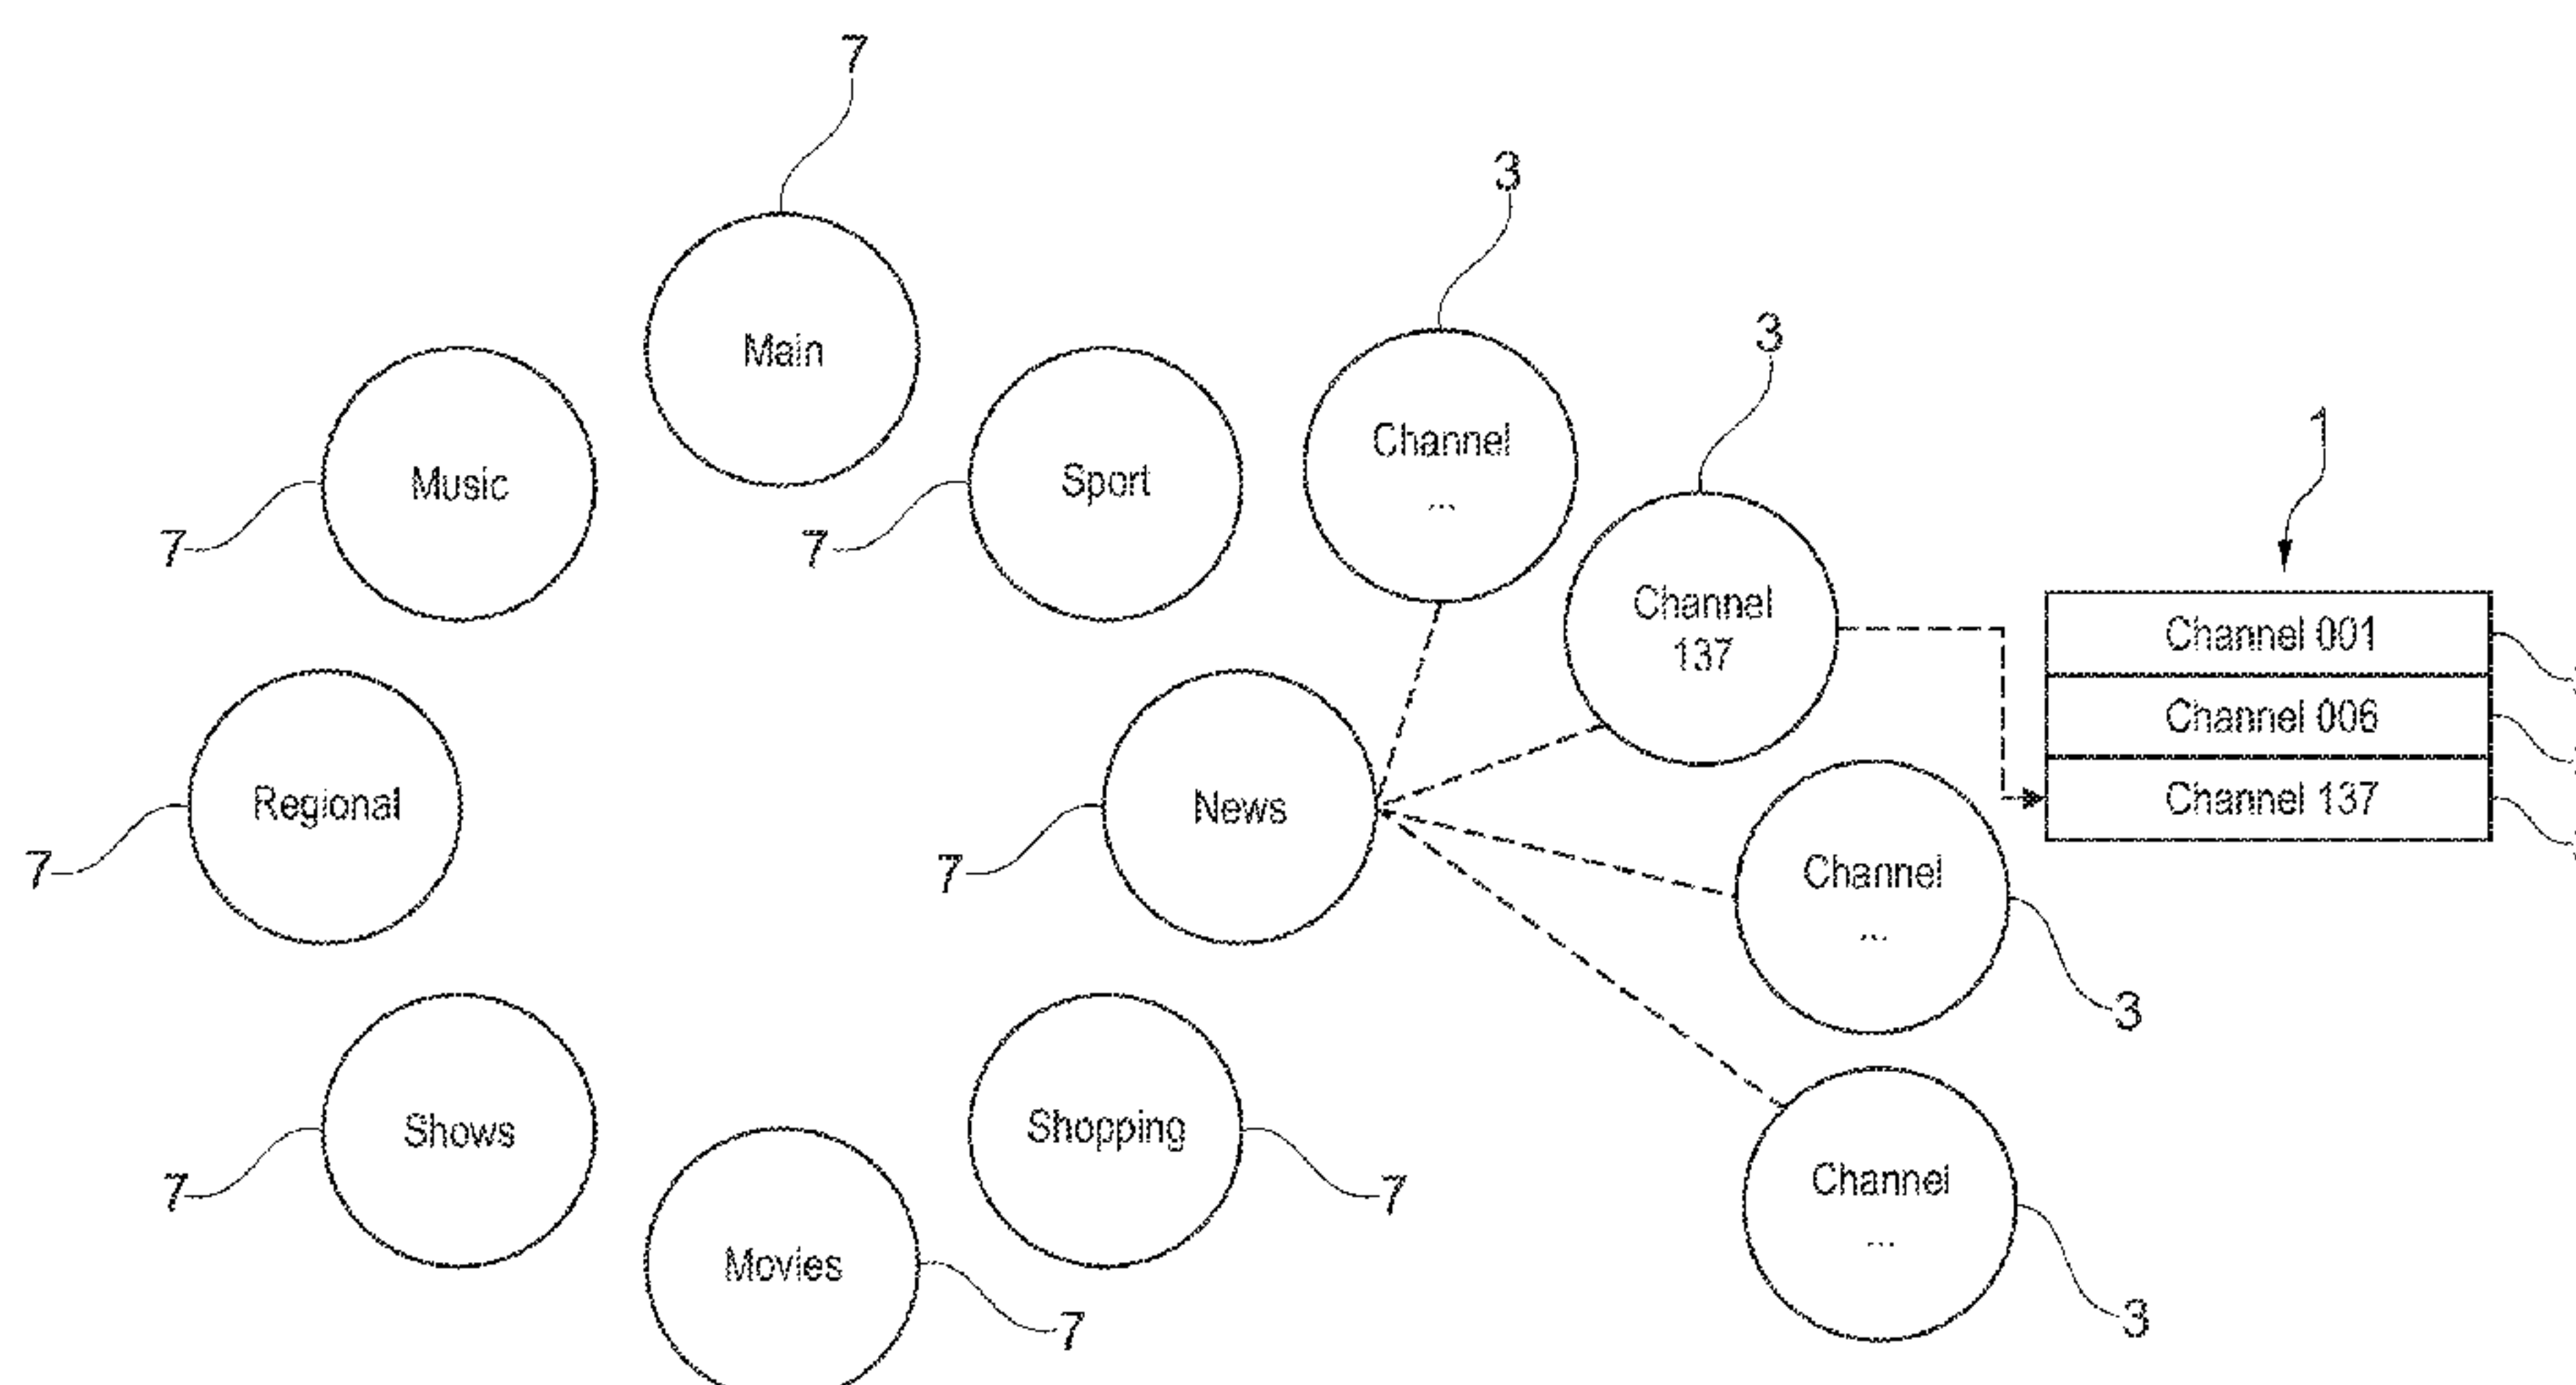 7
3
Main
3
Channel
...
1
Music
Sport
7
7
Channel
137
Channel 001
Channel 006
Channel 137
Regional
News
7
7
Channel
...
3
Shows
Shopping
7
7
Channel
...
Movies
7
3